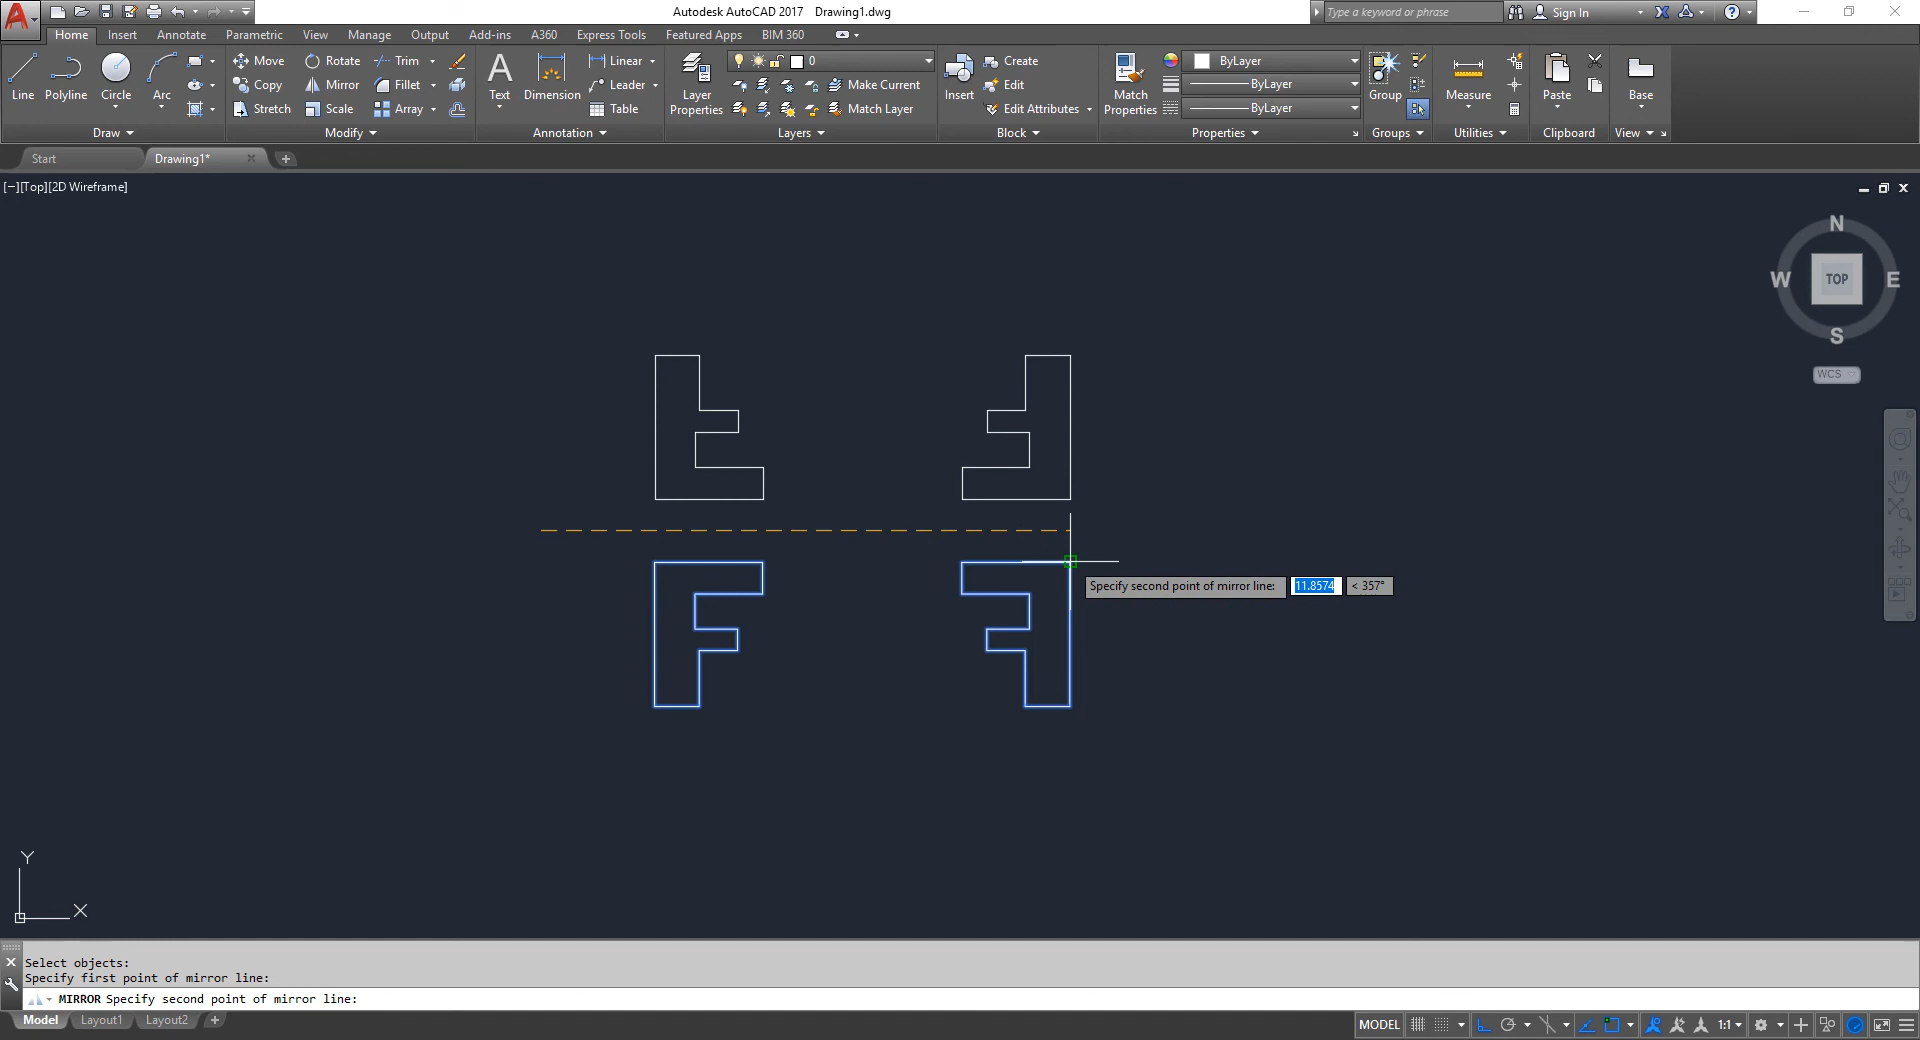 Autodesk AutoCAD 2017 Drawing1.dwg
Type a keyword or phrase
Sign In
Home Insert Annotate Parametric View Manage Output Add-ins A360 Express Tools Featured Apps BIM 360
Line Polyline Circle Arc
Draw
Move Rotate Trim
Copy Mirror Fillet
Stretch Scale Array
Modify
Text Dimension
Linear
Leader
Table
Annotation
Layer Properties
0
Make Current
Match Layer
Layers
Insert
Create
Edit
Edit Attributes
Block
Match Properties
ByLayer
ByLayer
ByLayer
Properties
Group
Groups
Measure
Utilities
Paste
Clipboard
Base
View
Start Drawing1*
[−][Top][2D Wireframe]
N
W TOP E
S
WCS
Specify second point of mirror line: 11.8574 < 357°
Y
X
Select objects:
Specify first point of mirror line:
MIRROR Specify second point of mirror line:
Model Layout1 Layout2
MODEL 1:1